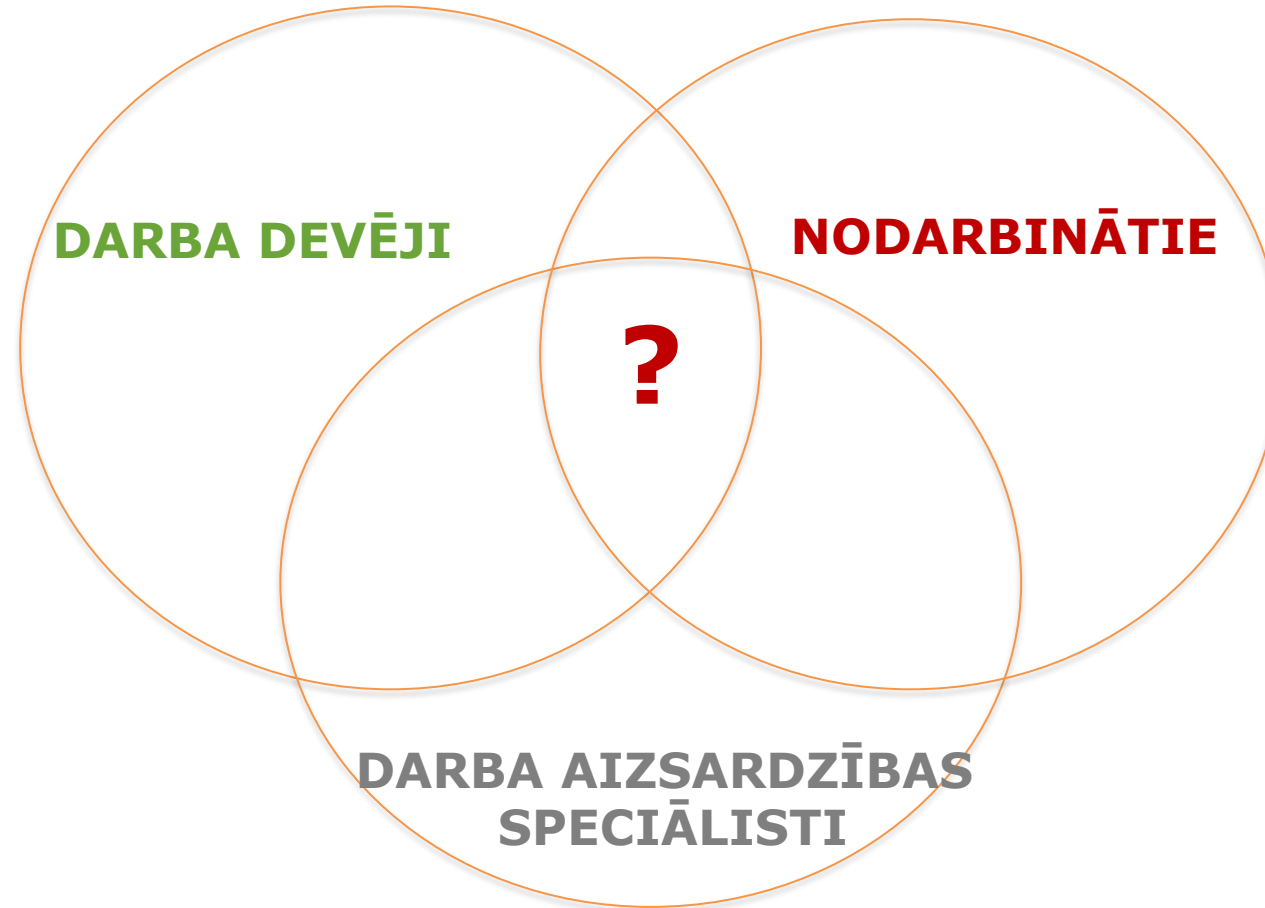 DARBA DEVĒJI
NODARBINĀTIE
?
DARBA AIZSARDZĪBAS
SPECIĀLISTI